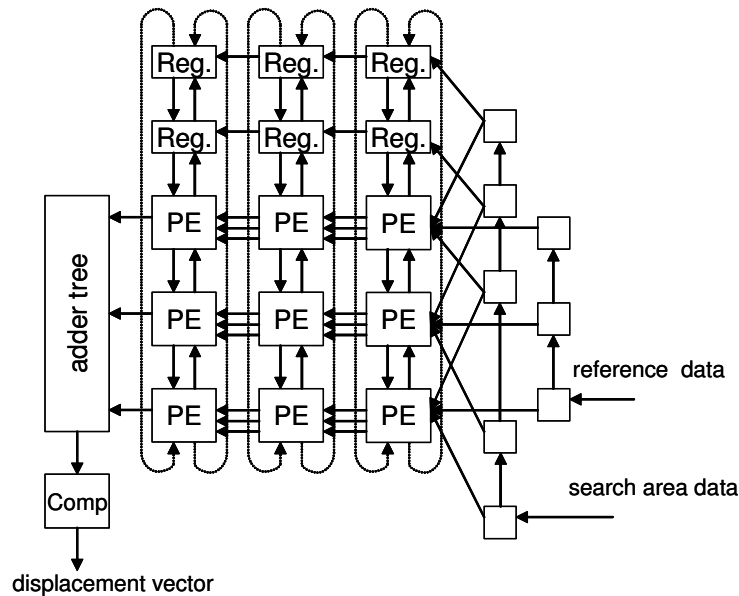 Reg. Reg. Reg.
Reg. Reg. Reg.
PE PE PE
adder tree
PE PE PE
reference data
PE PE PE
search area data
Comp
displacement vector